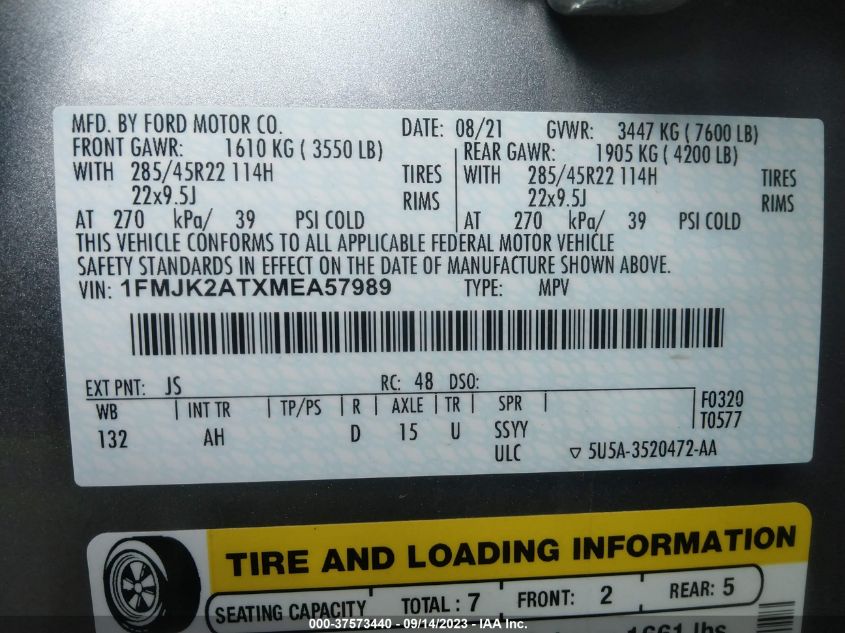 MFD. BY FORD MOTOR CO. DATE: 08/21 GVWR: 3447 KG ( 7600 LB)
FRONT GAWR: 1610 KG ( 3550 LB) REAR GAWR: 1905 KG ( 4200 LB)
WITH 285/45R22 114H TIRES WITH 285/45R22 114H TIRES
22x9.5J RIMS 22x9.5J RIMS
AT 270 kPa/ 39 PSI COLD AT 270 kPa/ 39 PSI COLD
THIS VEHICLE CONFORMS TO ALL APPLICABLE FEDERAL MOTOR VEHICLE
SAFETY STANDARDS IN EFFECT ON THE DATE OF MANUFACTURE SHOWN ABOVE.
VIN: 1FMJK2ATXMEA57989 TYPE: MPV
EXT PNT: JS RC: 48 DSO:
WB INT TR TP/PS R AXLE TR SPR F0320
132 AH D 15 U SSYY T0577
ULC ▽ 5U5A-3520472-AA
TIRE AND LOADING INFORMATION
SEATING CAPACITY TOTAL : 7 FRONT: 2 REAR: 5
1661 lbs
000-37573440 - 09/14/2023 - IAA Inc.